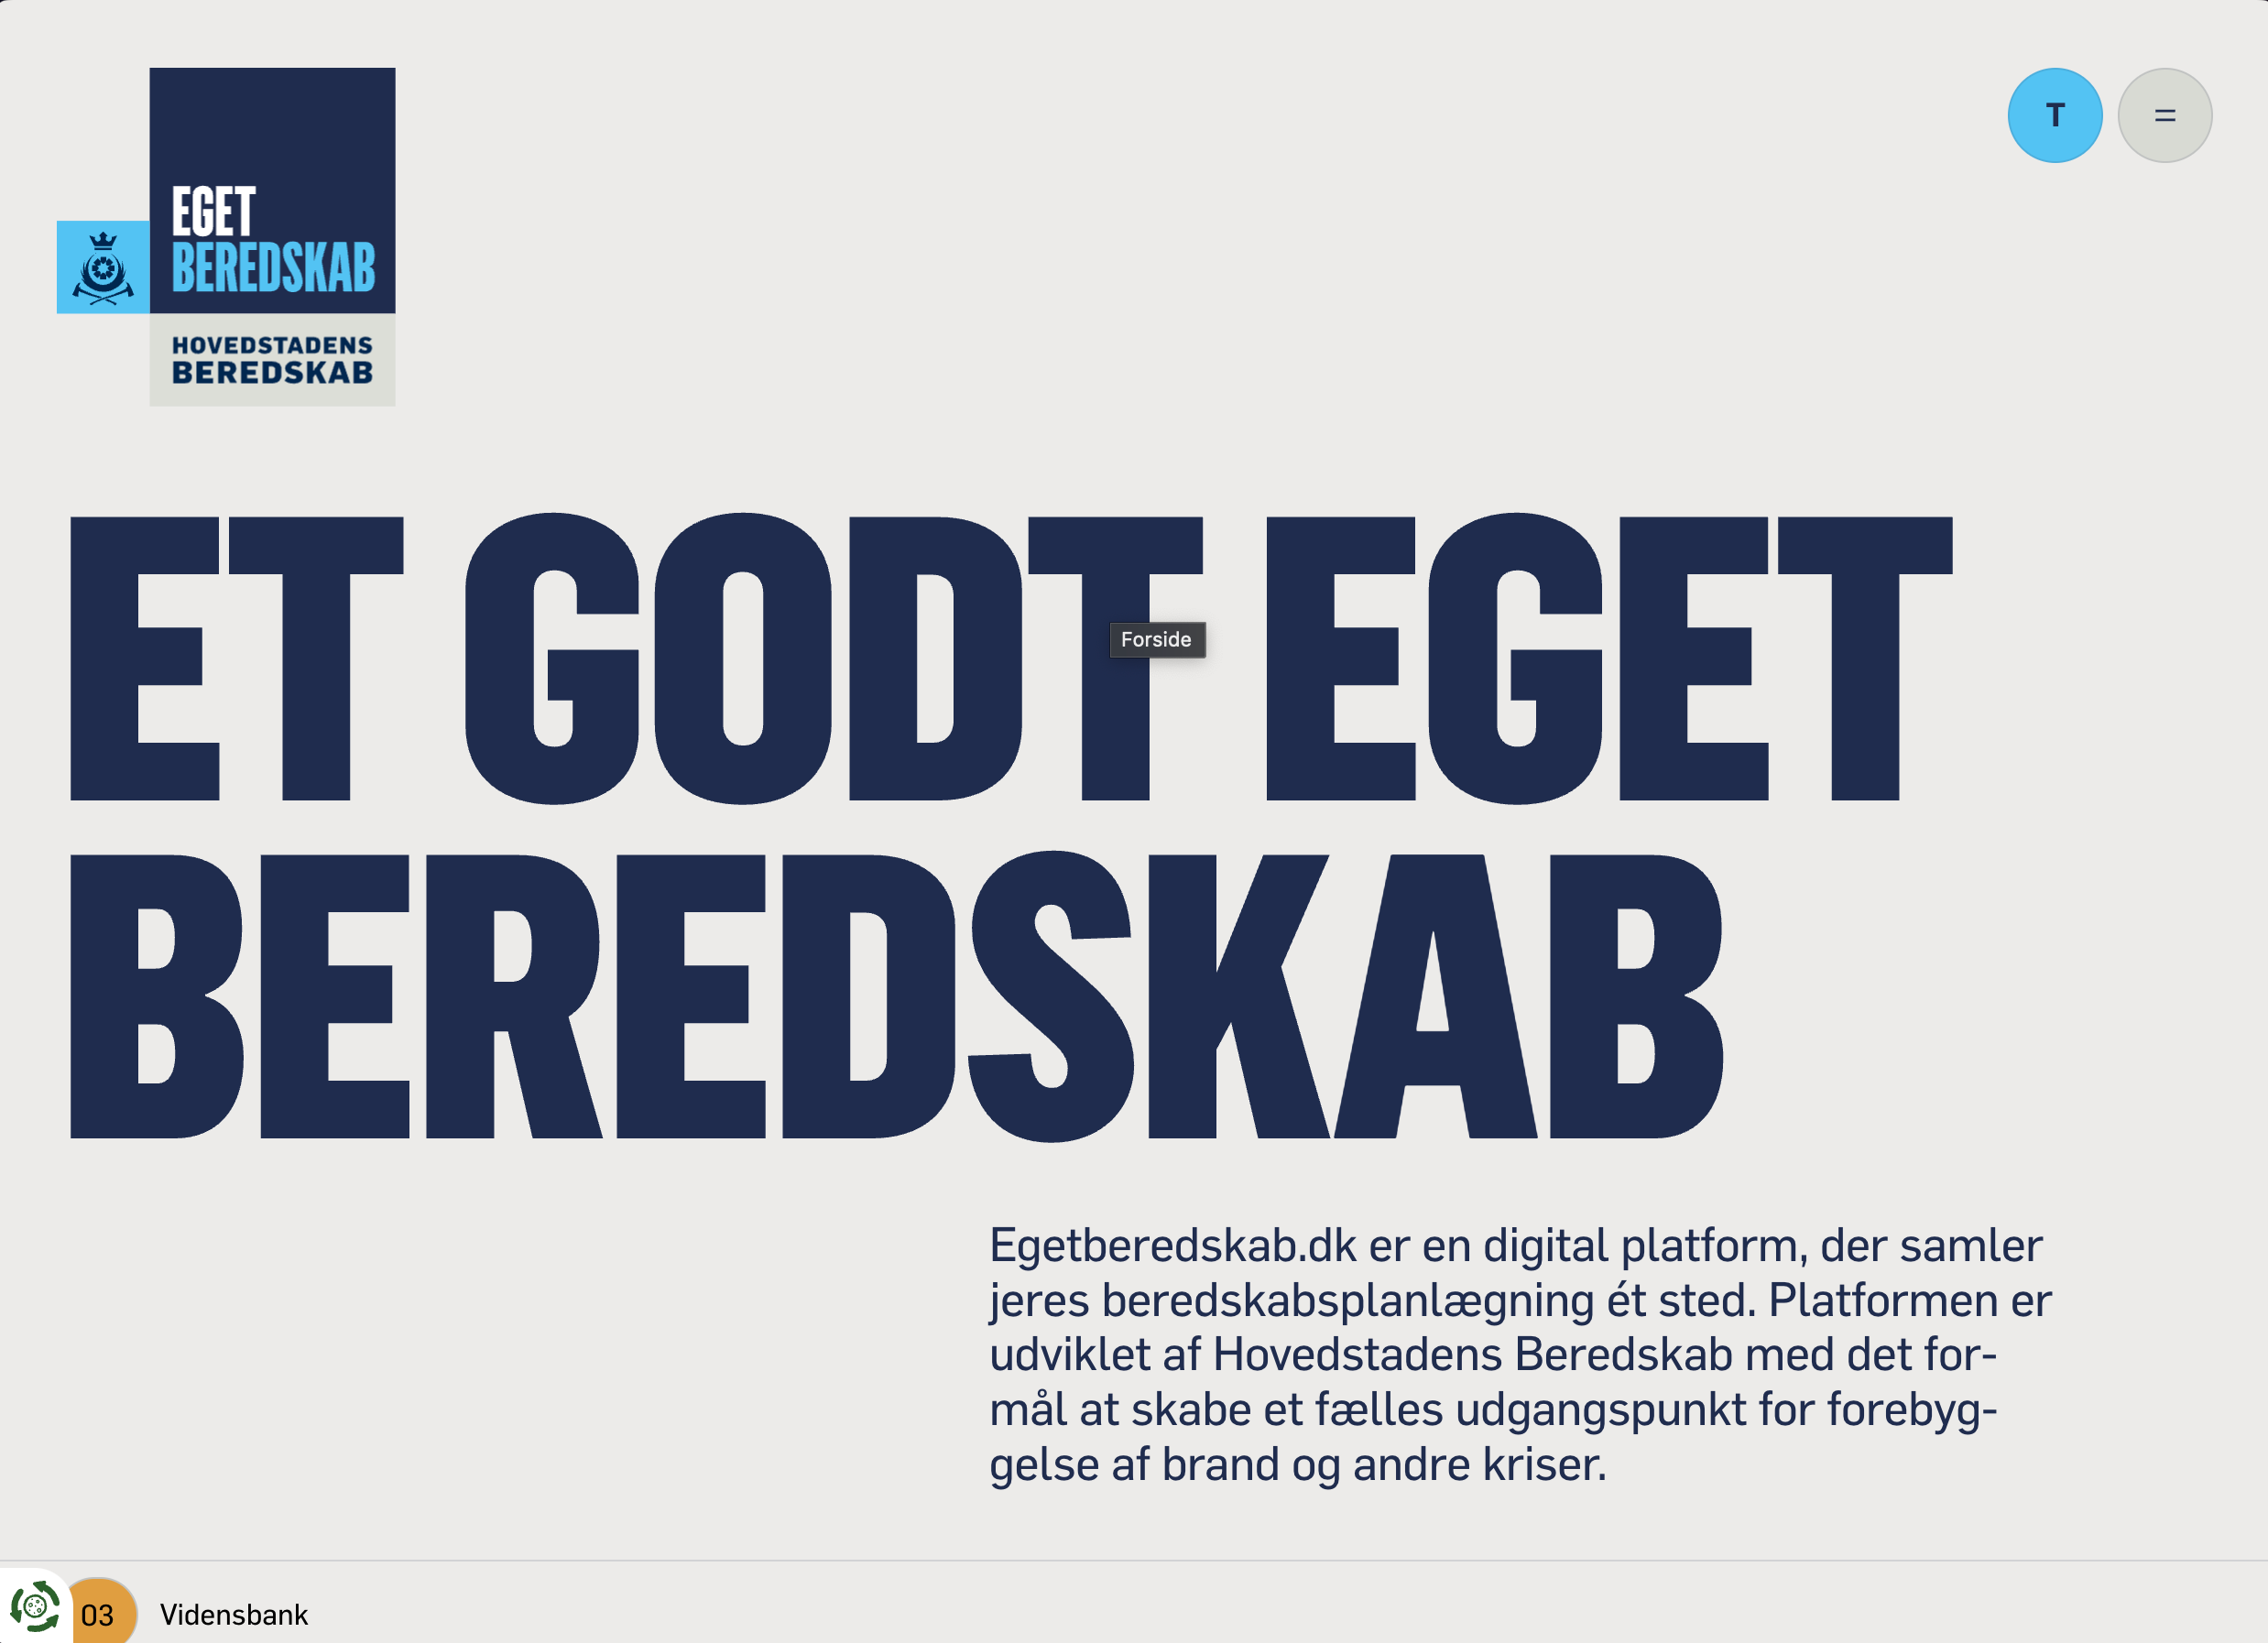 EGET
BEREDSKAB
HOVEDSTADENS
BEREDSKAB
T
=
ET GODT EGET
BEREDSKAB
Forside
Egetberedskab.dk er en digital platform, der samler
jeres beredskabsplanlægning ét sted. Platformen er
udviklet af Hovedstadens Beredskab med det for-
mål at skabe et fælles udgangspunkt for forebyg-
gelse af brand og andre kriser.
03 Vidensbank